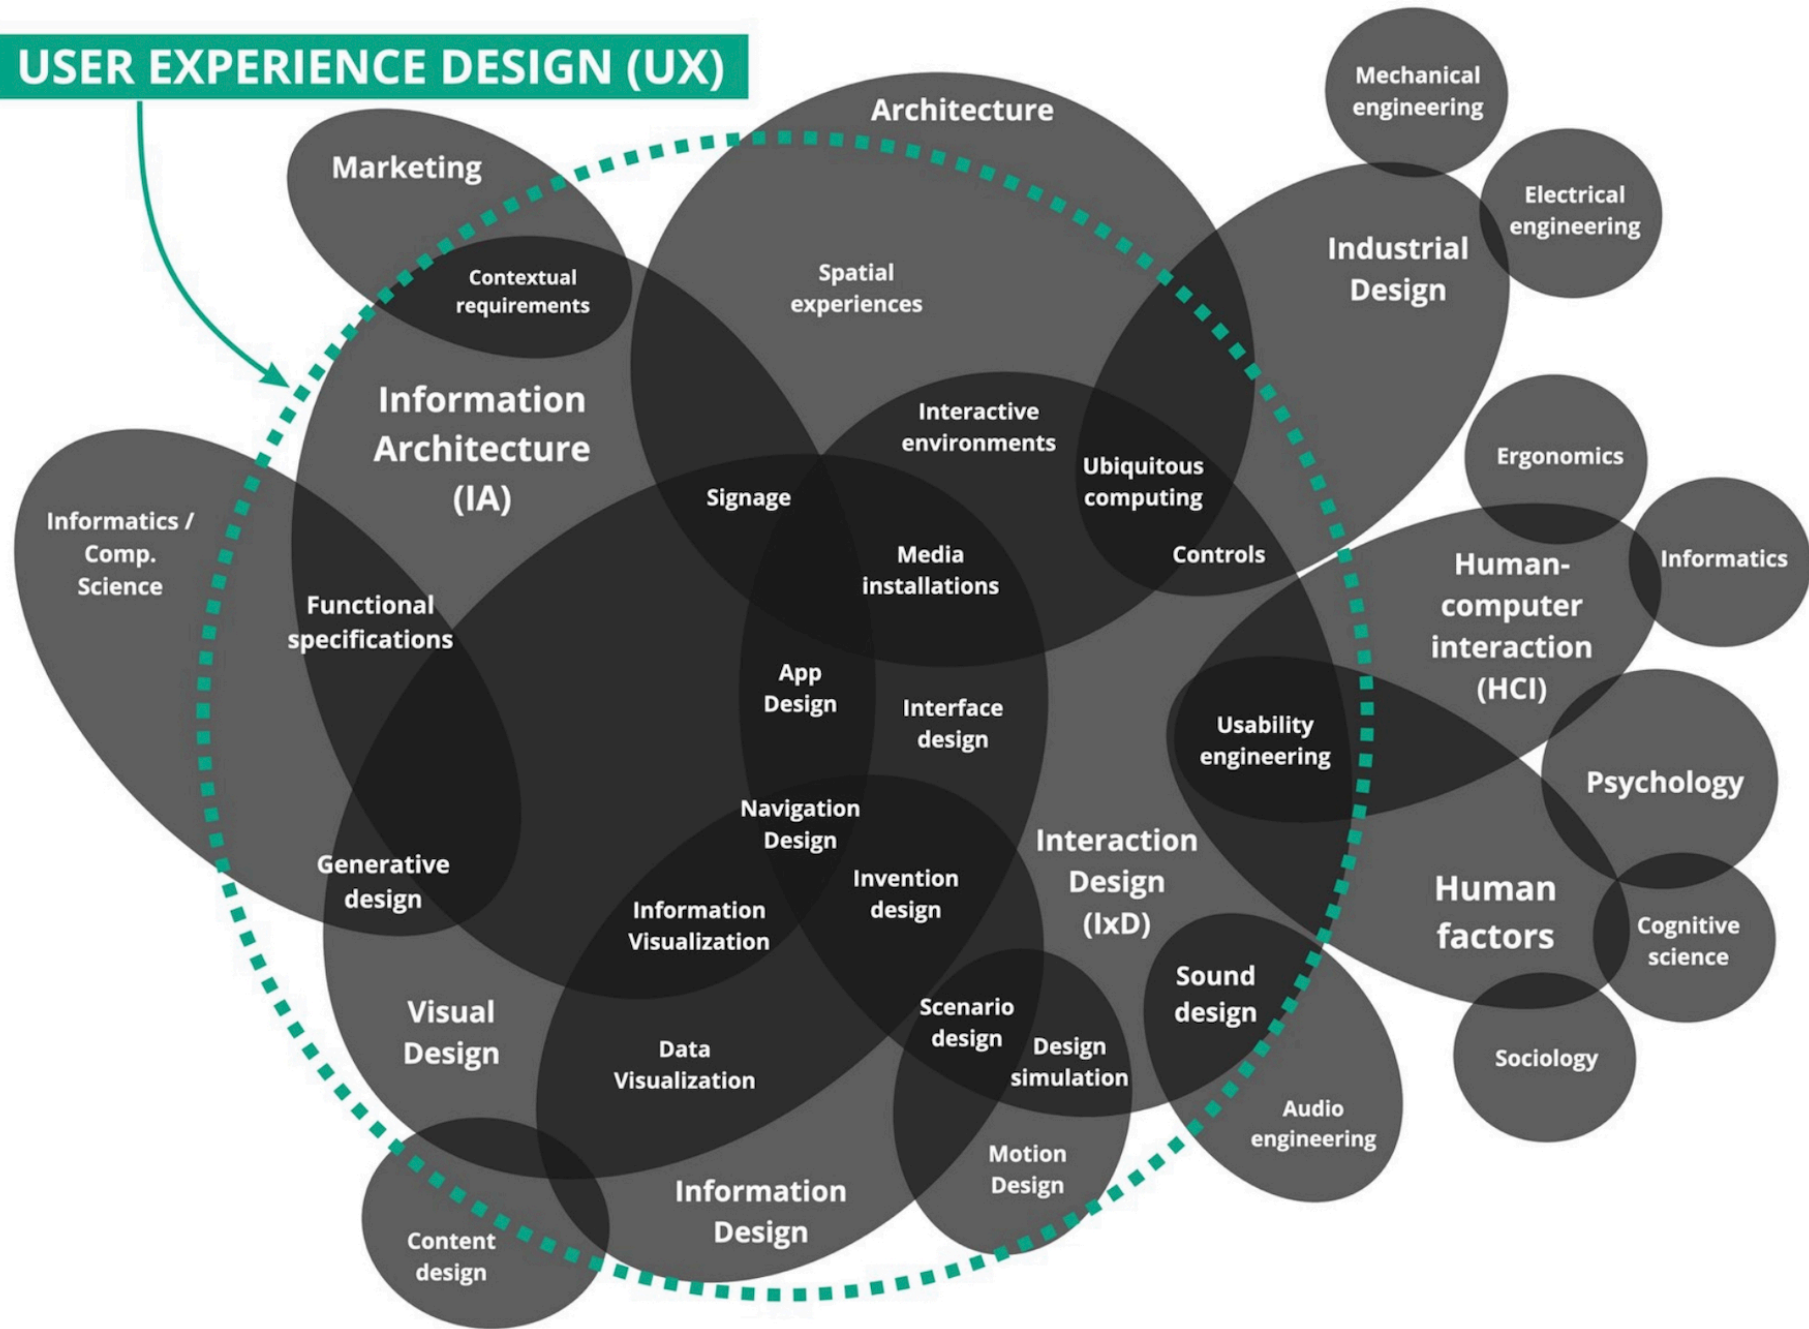 USER EXPERIENCE DESIGN (UX)
Marketing
Architecture
Mechanical
engineering
Electrical
engineering
Industrial
Design
Contextual
requirements
Spatial
experiences
Information
Architecture
(IA)
Interactive
environments
Ubiquitous
computing
Ergonomics
Signage
Informatics /
Comp.
Science
Media
installations
Controls
Human-
computer
interaction
(HCI)
Informatics
Functional
specifications
App
Design
Interface
design
Usability
engineering
Psychology
Navigation
Design
Interaction
Design
(IxD)
Generative
design
Invention
design
Human
factors
Information
Visualization
Cognitive
science
Sound
design
Visual
Design
Scenario
design
Data
Visualization
Design
simulation
Sociology
Audio
engineering
Motion
Design
Information
Design
Content
design